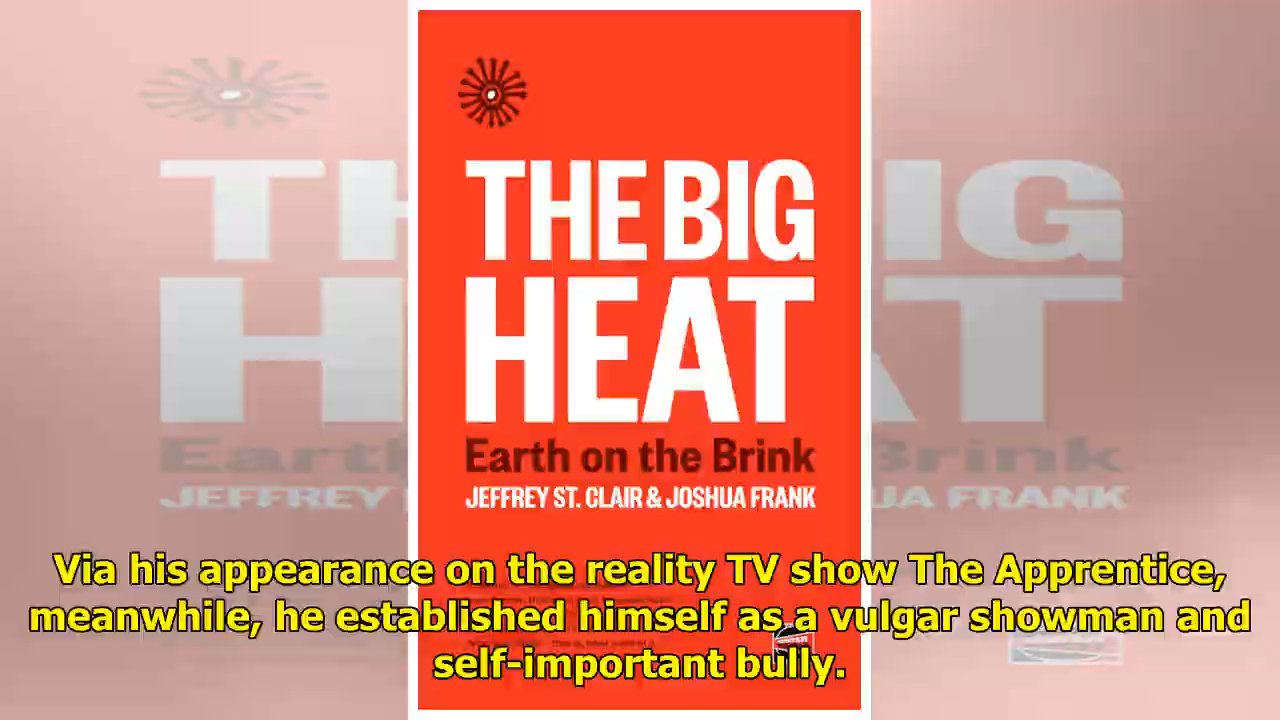 THE BIG
HEAT
Earth on the Brink
JEFFREY ST. CLAIR & JOSHUA FRANK
Via his appearance on the reality TV show The Apprentice,
meanwhile, he established himself as a vulgar showman and
self-important bully.